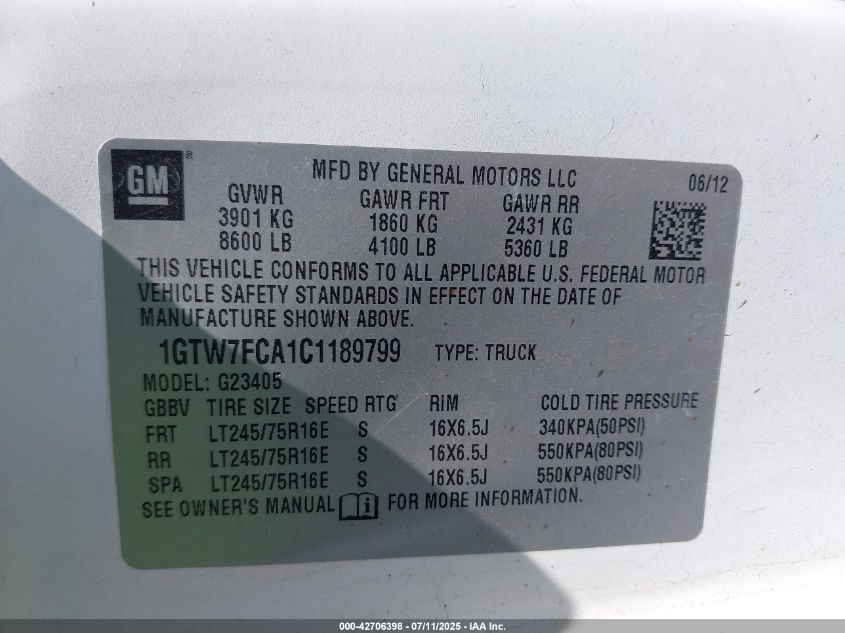 GM ®
MFD BY GENERAL MOTORS LLC 06/12
GVWR GAWR FRT GAWR RR
3901 KG 1860 KG 2431 KG
8600 LB 4100 LB 5360 LB
THIS VEHICLE CONFORMS TO ALL APPLICABLE U.S. FEDERAL MOTOR
VEHICLE SAFETY STANDARDS IN EFFECT ON THE DATE OF
MANUFACTURE SHOWN ABOVE.
1GTW7FCA1C1189799 TYPE: TRUCK
MODEL: G23405
GBBV TIRE SIZE SPEED RTG RIM COLD TIRE PRESSURE
FRT LT245/75R16E S 16X6.5J 340KPA(50PSI)
RR LT245/75R16E S 16X6.5J 550KPA(80PSI)
SPA LT245/75R16E S 16X6.5J 550KPA(80PSI)
SEE OWNER'S MANUAL i FOR MORE INFORMATION.
000-42706398 - 07/11/2025 - IAA Inc.